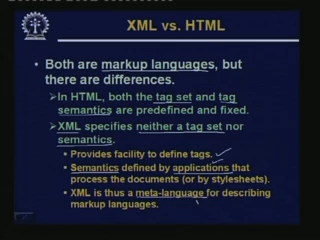 XML vs. HTML
• Both are markup languages, but
there are differences.
➢In HTML, both the tag set and tag
semantics are predefined and fixed.
➢XML specifies neither a tag set nor
semantics.
• Provides facility to define tags.
• Semantics defined by applications that
process the documents (or by stylesheets).
• XML is thus a meta-language for describing
markup languages.